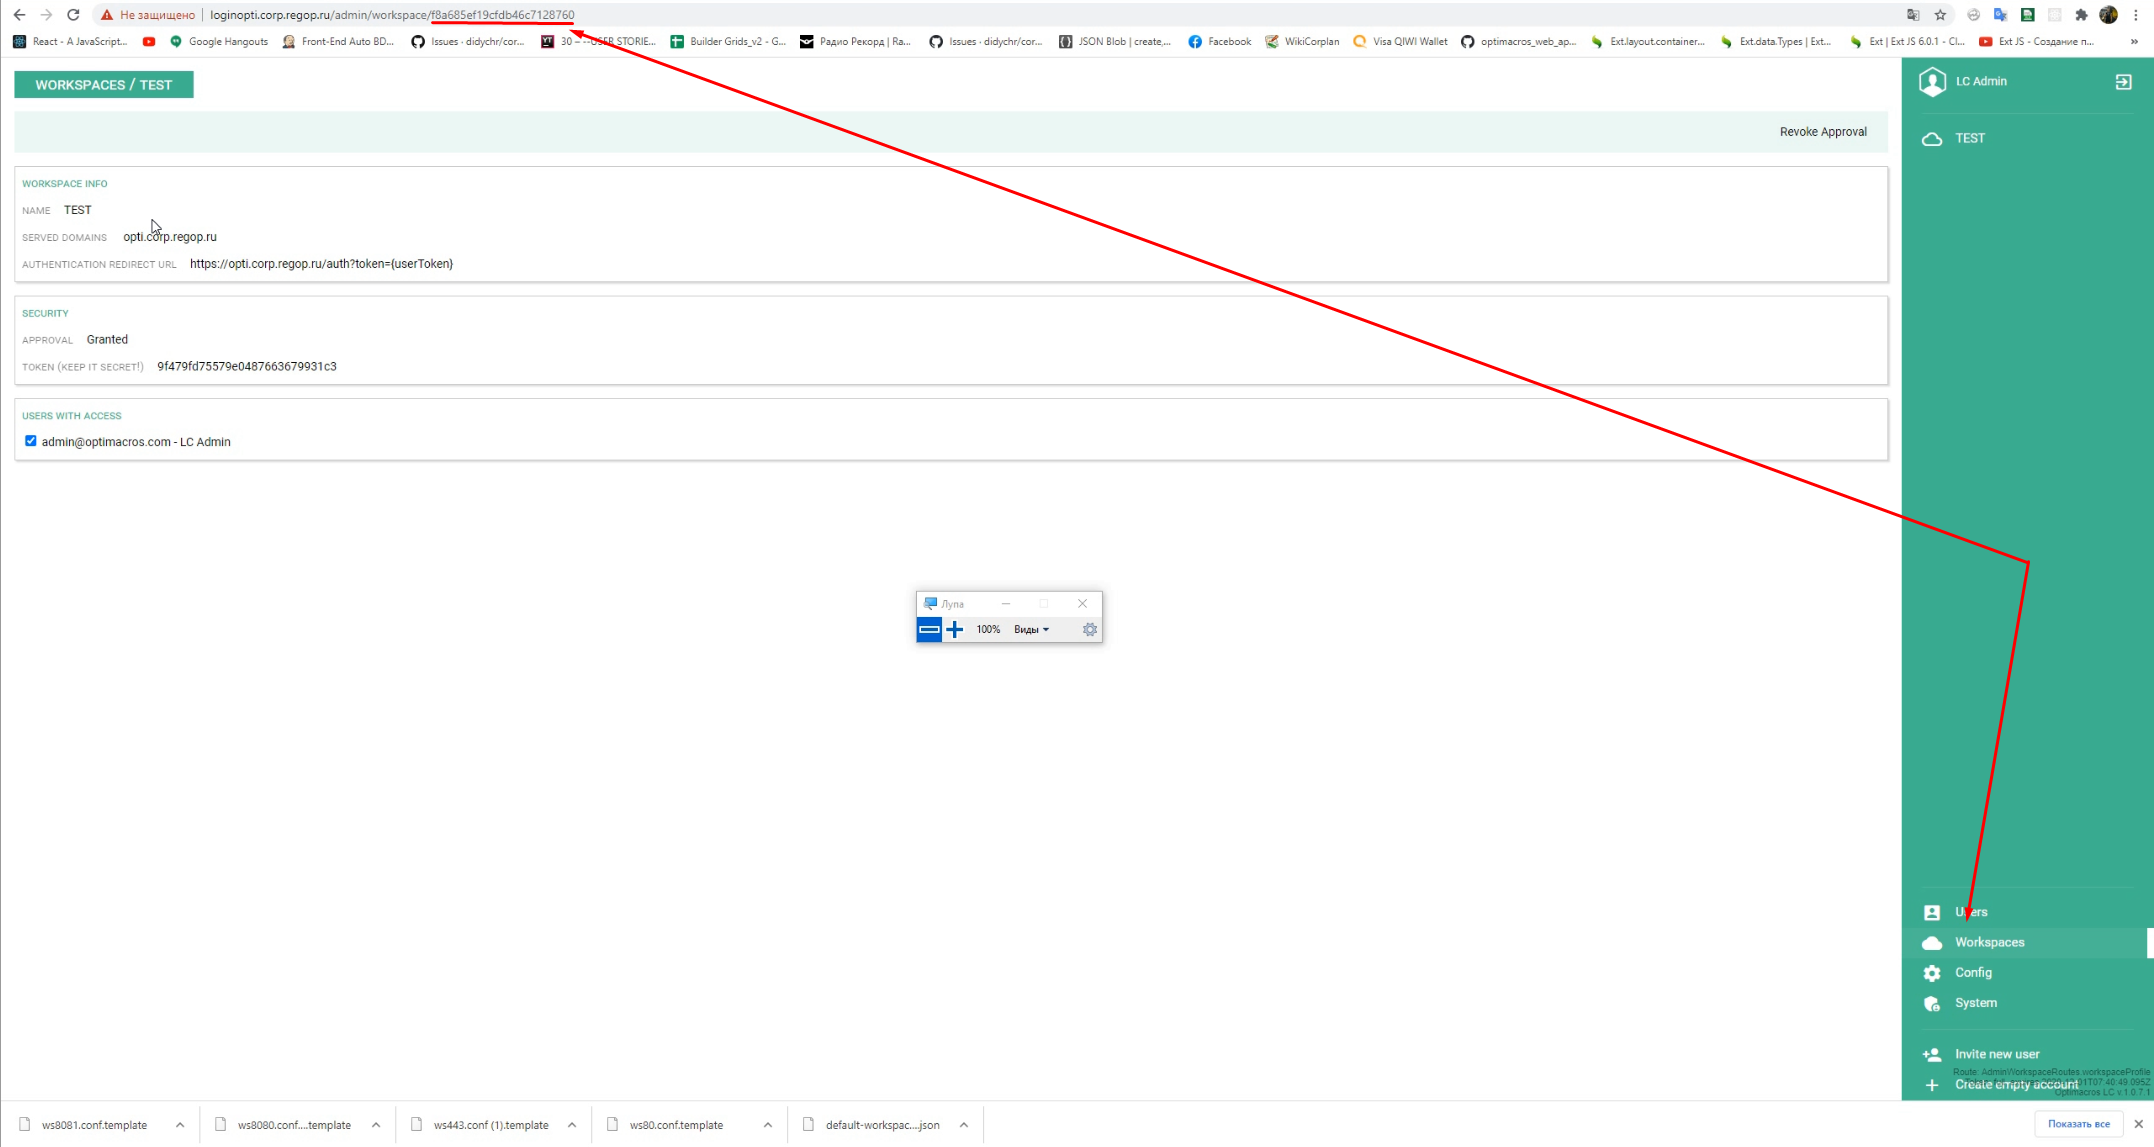 Не защищено loginopti.corp.regop.ru/admin/workspace/f8a685ef19cfdb46c7128760
React - A JavaScript... Google Hangouts Front-End Auto BD... Issues · didychr/cor... 30 – --USER STORIE... Builder Grids_v2 - G... Радио Рекорд | Ra... Issues · didychr/cor... JSON Blob | create,... Facebook WikiCorplan Visa QIWI Wallet optimacros_web_ap... Ext.layout.container... Ext.data.Types | Ext... Ext | Ext JS 6.0.1 - Cl... Ext JS - Создание п... »
WORKSPACES / TEST
LC Admin
Revoke Approval
TEST
WORKSPACE INFO
NAME TEST
SERVED DOMAINS opti.corp.regop.ru
AUTHENTICATION REDIRECT URL https://opti.corp.regop.ru/auth?token={userToken}
SECURITY
APPROVAL Granted
TOKEN (KEEP IT SECRET!) 9f479fd75579e0487663679931c3
USERS WITH ACCESS
admin@optimacros.com - LC Admin
Лупа
100% Виды
Users
Workspaces
Config
System
Invite new user
Route: AdminWorkspaceRoutes.workspaceProfile
Create empty account
Optimacros LC v.1.0.7.1
ws8081.conf.template ws8080.conf....template ws443.conf (1).template ws80.conf.template default-workspac....json Показать все